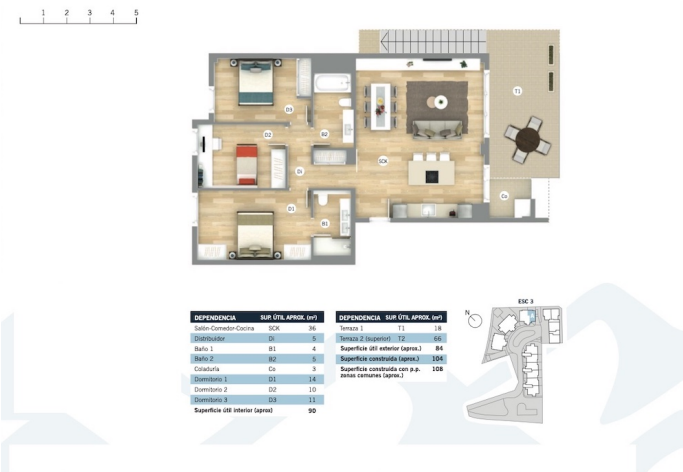 1 2 3 4 5
D3
T1
D2
B2
Di
SCK
Co
D1
B1
ESC 3
N
DEPENDENCIA SUP. ÚTIL APROX. (m²)
Salón-Comedor-Cocina SCK 36
Distribuidor Di 5
Baño 1 B1 4
Baño 2 B2 5
Coladuría Co 3
Dormitorio 1 D1 14
Dormitorio 2 D2 10
Dormitorio 3 D3 11
Superficie útil interior (aprox) 90
DEPENDENCIA SUP. ÚTIL APROX. (m²)
Terraza 1 T1 18
Terraza 2 (superior) T2 66
Superficie útil exterior (aprox.) 84
Superficie construida (aprox.) 104
Superficie construida con p.p. 108
zonas comunes (aprox.)